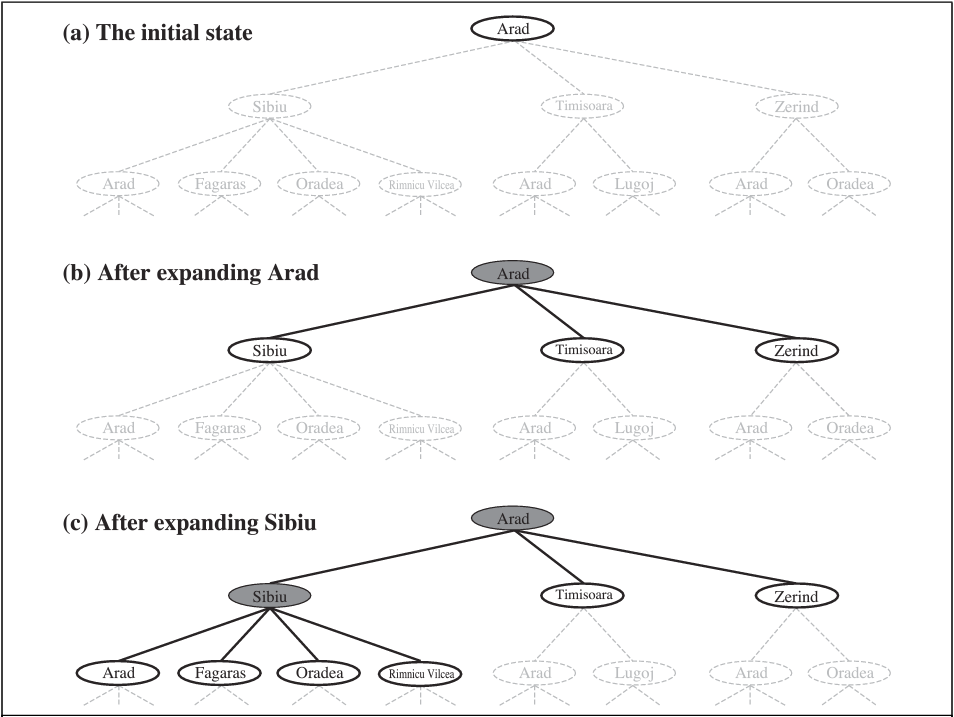 (a) The initial state
Arad
Sibiu
Timisoara
Zerind
Arad
Fagaras
Oradea
Rimnicu Vilcea
Arad
Lugoj
Arad
Oradea
(b) After expanding Arad
Arad
Sibiu
Timisoara
Zerind
Arad
Fagaras
Oradea
Rimnicu Vilcea
Arad
Lugoj
Arad
Oradea
(c) After expanding Sibiu
Arad
Sibiu
Timisoara
Zerind
Arad
Fagaras
Oradea
Rimnicu Vilcea
Arad
Lugoj
Arad
Oradea